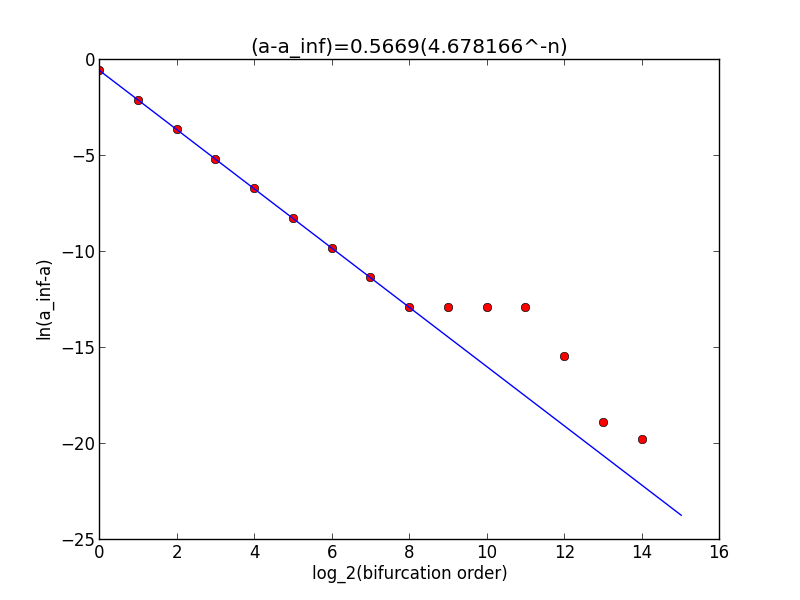 (a-a_inf)=0.5669(4.678166^-n)
ln(a_inf-a)
0
−5
−10
−15
−20
−25
0 2 4 6 8 10 12 14 16
log_2(bifurcation order)